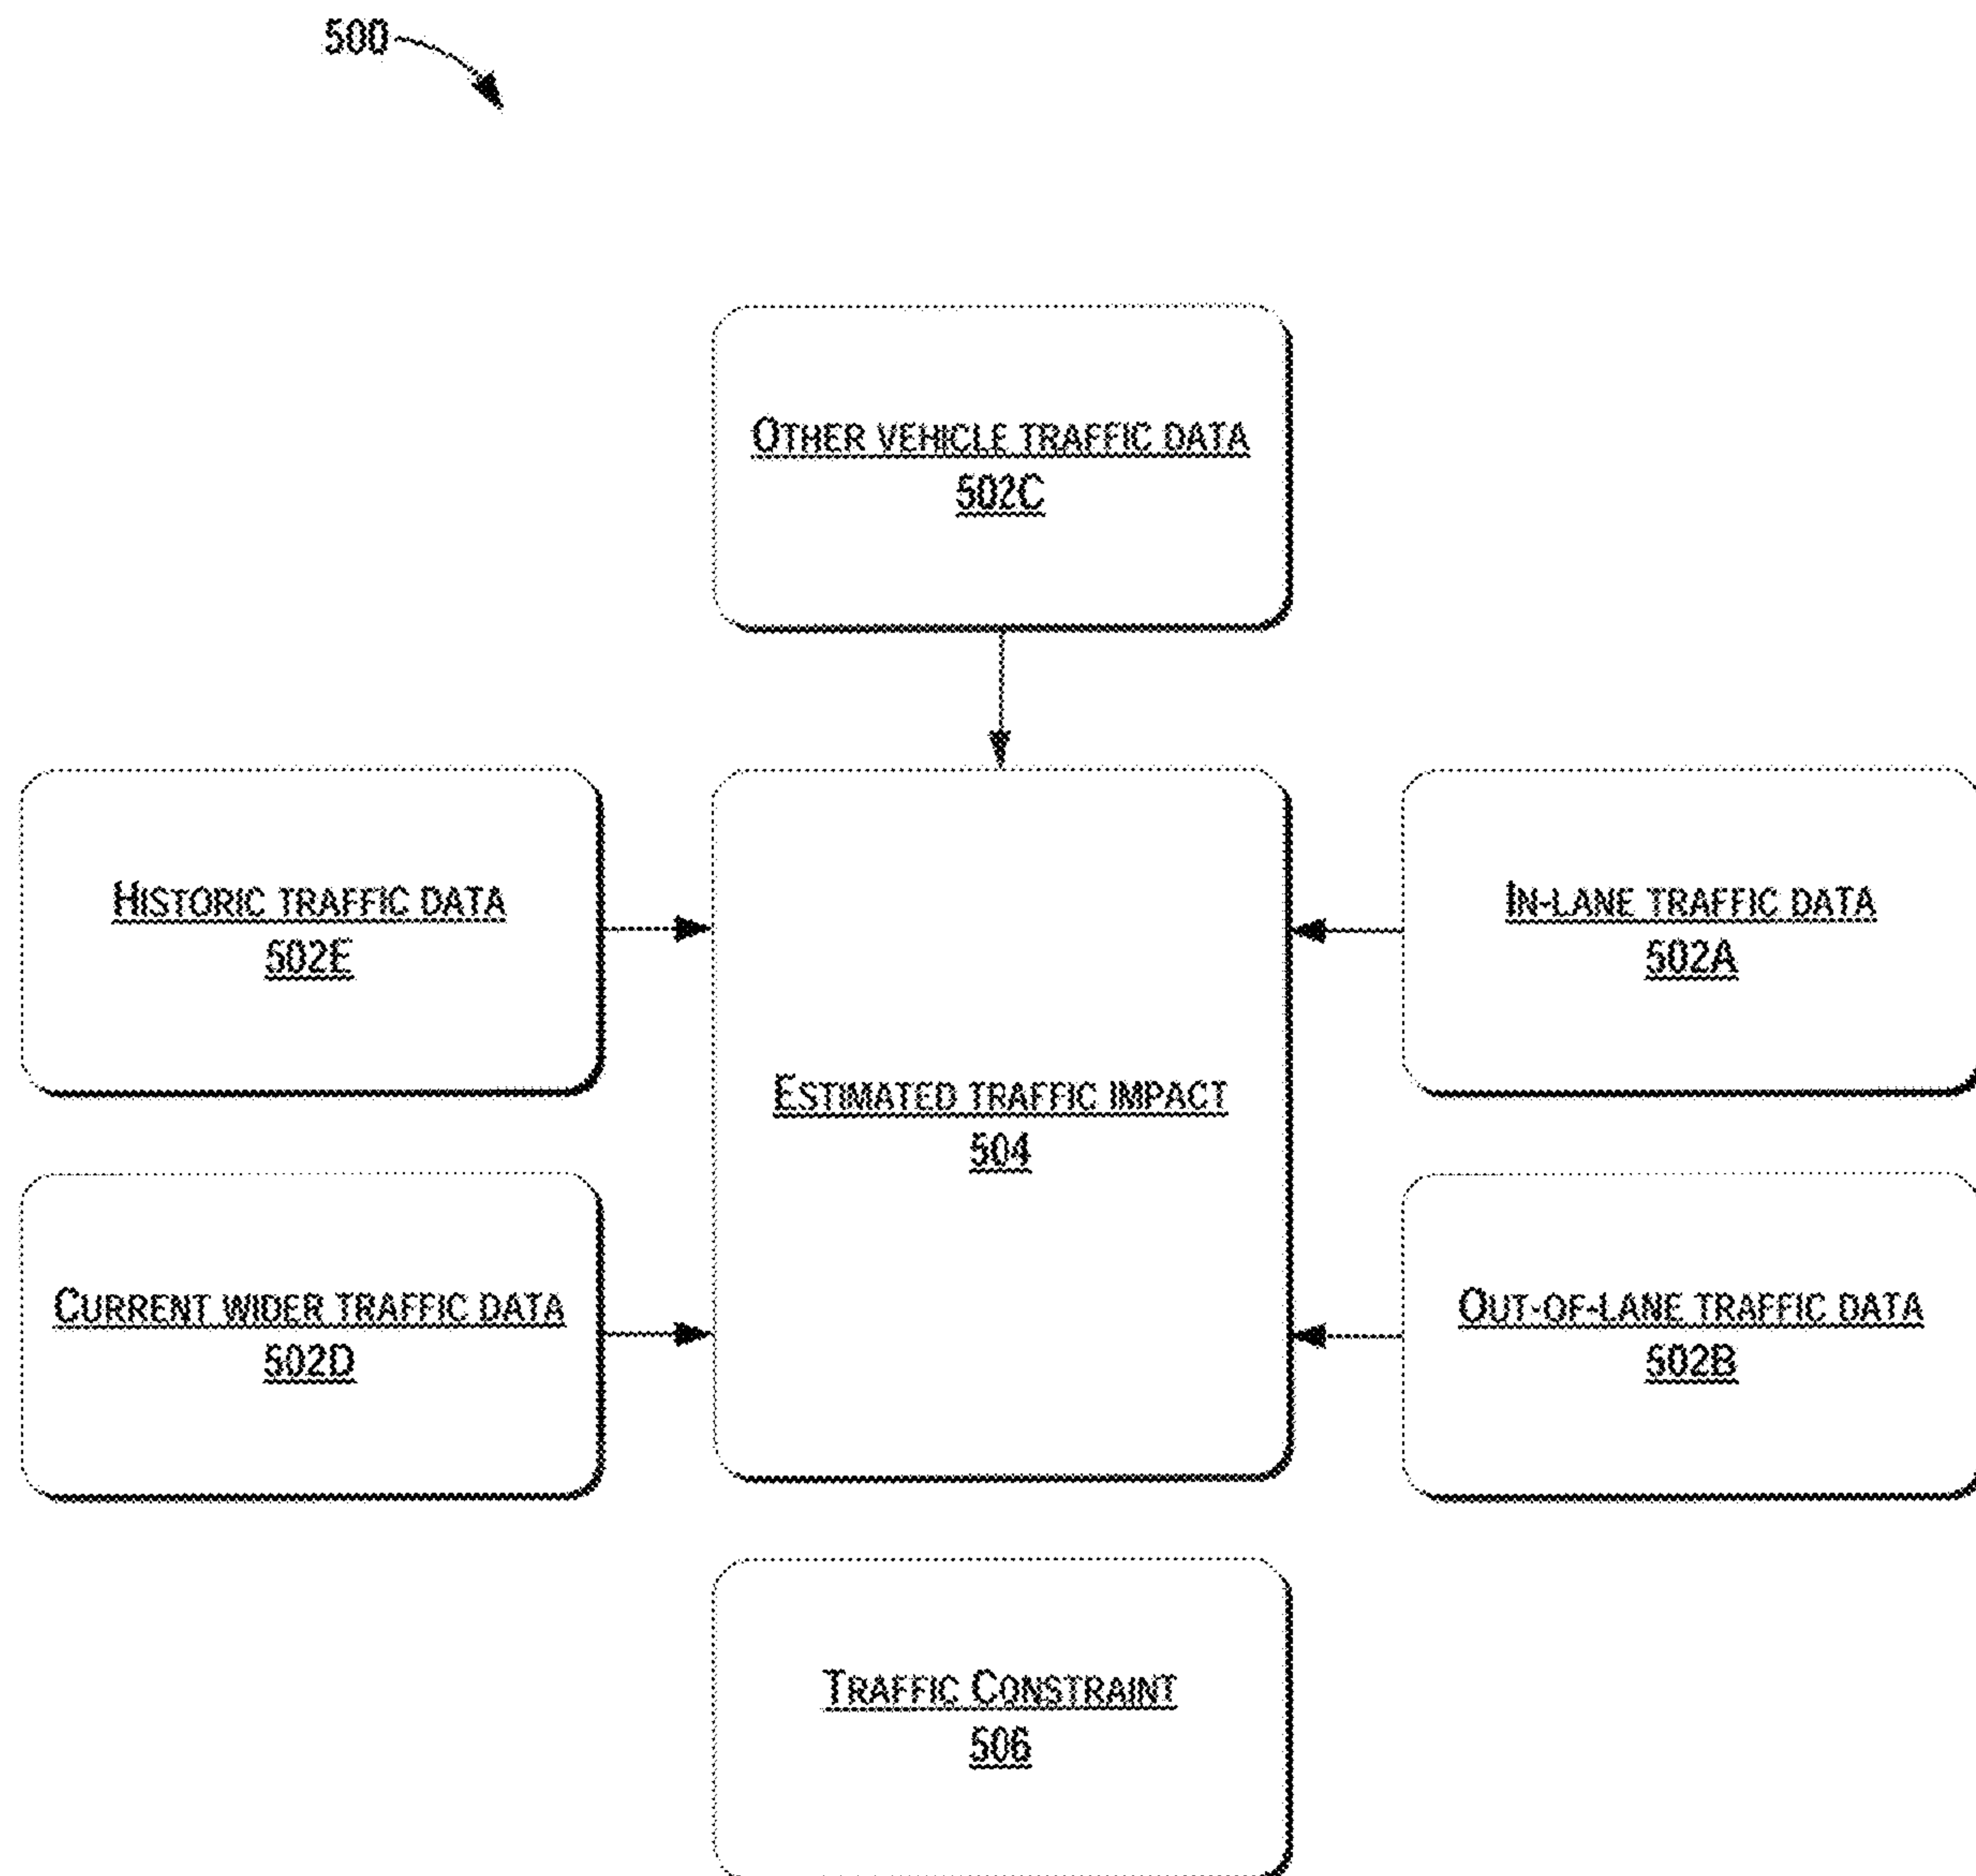 500
Other vehicle traffic data
502C
Historic traffic data
502E
In-lane traffic data
502A
Estimated traffic impact
504
Current wider traffic data
502D
Out-of-lane traffic data
502B
Traffic Constraint
506